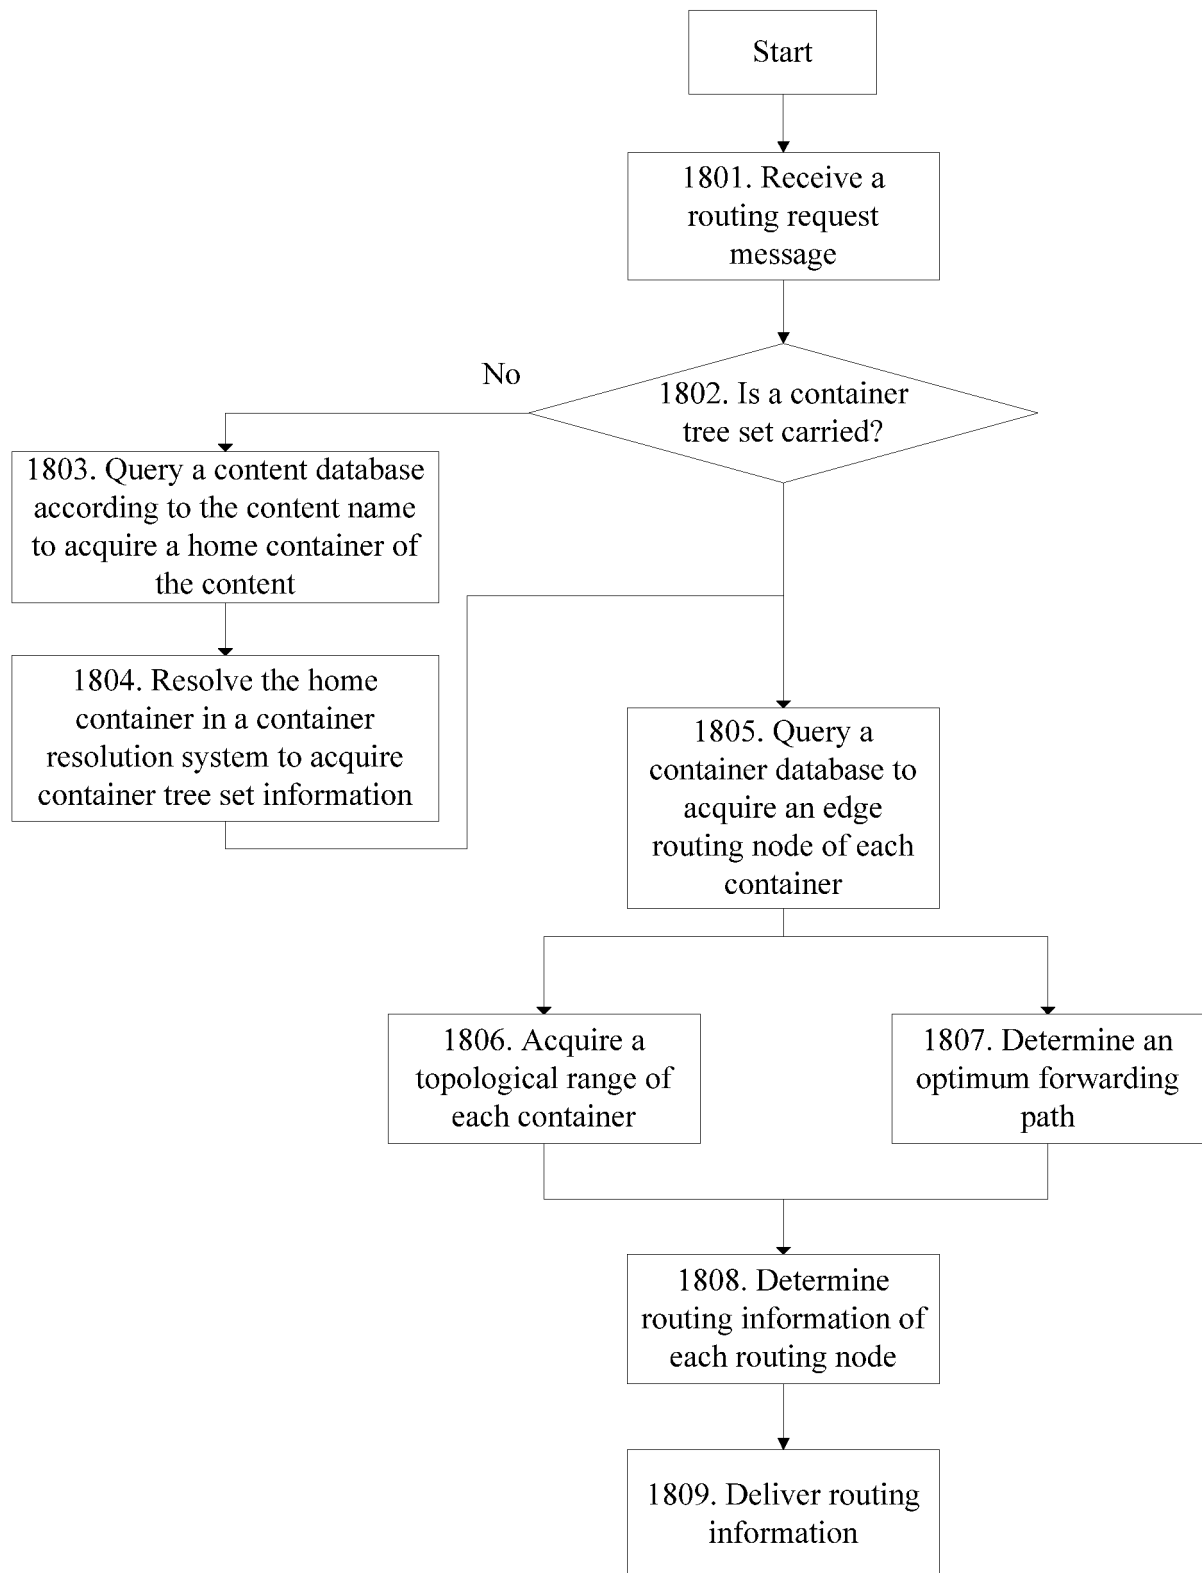 Start
1801. Receive a
routing request
message
No
1802. Is a container
tree set carried?
1803. Query a content database
according to the content name
to acquire a home container of
the content
1804. Resolve the home
container in a container
resolution system to acquire
container tree set information
1805. Query a
container database to
acquire an edge
routing node of each
container
1806. Acquire a
topological range of
each container
1807. Determine an
optimum forwarding
path
1808. Determine
routing information of
each routing node
1809. Deliver routing
information